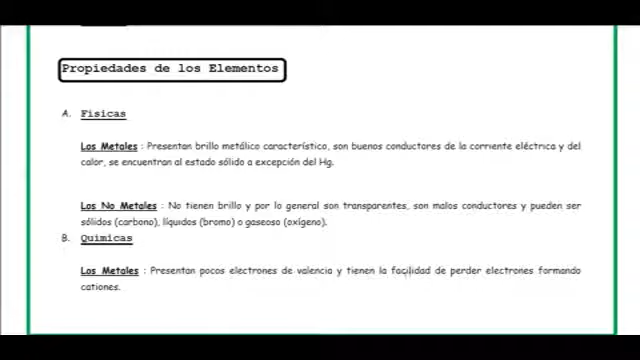 Propiedades de los Elementos
A. Físicas
Los Metales : Presentan brillo metálico característico, son buenos conductores de la corriente eléctrica y del
calor, se encuentran al estado sólido a excepción del Hg.
Los No Metales : No tienen brillo y por lo general son transparentes, son malos conductores y pueden ser
sólidos (carbono), líquidos (bromo) o gaseoso (oxígeno).
B. Químicas
Los Metales : Presentan pocos electrones de valencia y tienen la facilidad de perder electrones formando
cationes.